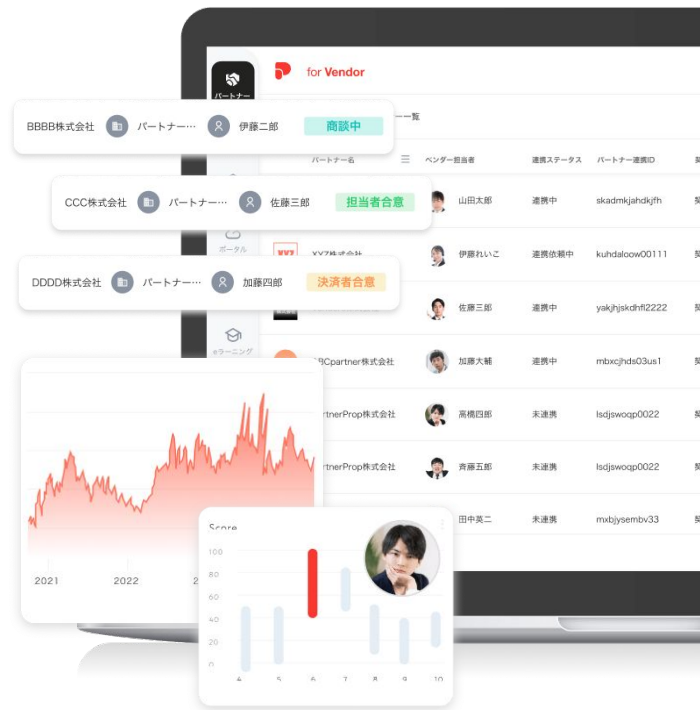 for Vendor
パートナー
ー一覧
BBBB株式会社 パートナー… 伊藤二郎 商談中
パートナー名 ベンダー担当者 連携ステータス パートナー連携ID 契
CCC株式会社 パートナー… 佐藤三郎 担当者合意
山田太郎 連携中 skadmkjahdkjfh 契
ポータル
XYZ株式会社 伊藤れいこ 連携依頼中 kuhdaloow00111 契
DDDD株式会社 パートナー… 加藤四郎 決済者合意
佐藤三郎 連携中 yakjhjskdhfl2222 契
eラーニング
BCpartner株式会社 加藤大輔 連携中 mbxcjhds03us1 契
rtnerProp株式会社 高橋四郎 未連携 lsdjswoqp0022 契
rtnerProp株式会社 斉藤五郎 未連携 lsdjswoqp0022 契
田中英二 未連携 mxbjysembv33 契
2021 2022 2
Score
100
80
60
40
20
0
4 5 6 7 8 9 10